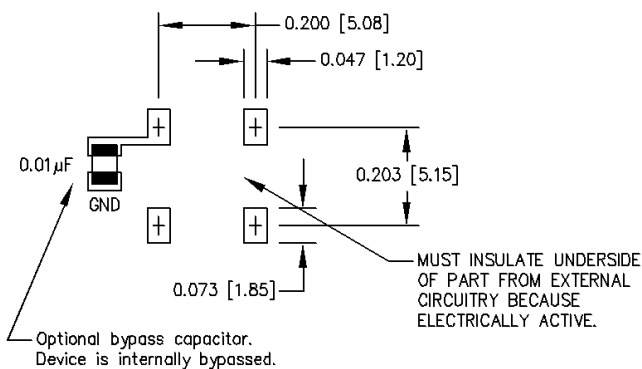 0.200 [5.08]
0.047 [1.20]
0.01µF
GND
0.203 [5.15]
0.073 [1.85]
MUST INSULATE UNDERSIDE
OF PART FROM EXTERNAL
CIRCUITRY BECAUSE
ELECTRICALLY ACTIVE.
Optional bypass capacitor.
Device is internally bypassed.